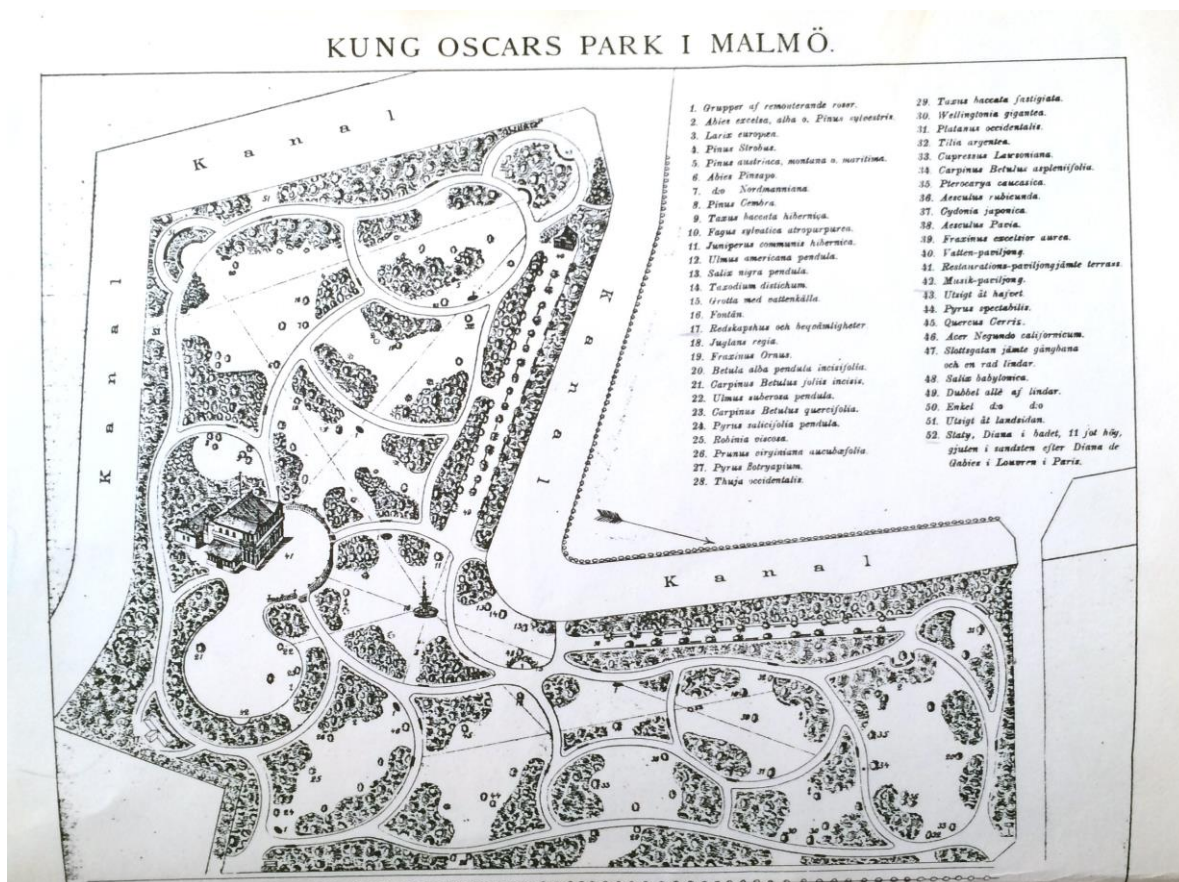 KUNG OSCARS PARK I MALMÖ.
Kanal
Kanal
Kanal
Kanal
1. Grupper af remonterande rosor.
2. Abies excelsa, alba o. Pinus sylvestris.
3. Larix europæa.
4. Pinus Strobus.
5. Pinus austriaca, montana o. maritima.
6. Abies Pinsapo.
7. d:o Nordmanniana.
8. Pinus Cembra.
9. Taxus baccata hibernica.
10. Fagus sylvatica atropurpurea.
11. Juniperus communis hibernica.
12. Ulmus americana pendula.
13. Salix nigra pendula.
14. Taxodium distichum.
15. Grotta med vattenkälla.
16. Fontän.
17. Redskapshus och beqvämligheter.
18. Juglans regia.
19. Fraxinus Ornus.
20. Betula alba pendula incisifolia.
21. Carpinus Betulus foliis incisis.
22. Ulmus suberosa pendula.
23. Carpinus Betulus quercifolia.
24. Pyrus salicifolia pendula.
25. Robinia viscosa.
26. Prunus virginiana aucubæfolia.
27. Pyrus Botryapium.
28. Thuja occidentalis.
29. Taxus baccata fastigiata.
30. Wellingtonia gigantea.
31. Platanus occidentalis.
32. Tilia argentea.
33. Cupressus Lawsoniana.
34. Carpinus Betulus aspleniifolia.
35. Pterocarya caucasica.
36. Aesculus rubicunda.
37. Cydonia japonica.
38. Aesculus Pavia.
39. Fraxinus excelsior aurea.
40. Vatten-paviljong.
41. Restaurations-paviljong jämte terrass.
42. Musik-paviljong.
43. Utsigt åt hafvet.
44. Pyrus spectabilis.
45. Quercus Cerris.
46. Acer Negundo californicum.
47. Slottsgatan jämte gångbana
och en rad lindar.
48. Salix babylonica.
49. Dubbel allé af lindar.
50. Enkel d:o d:o
51. Utsigt åt landsidan.
52. Staty, Diana i badet, 11 fot hög,
gjuten i sandsten efter Diana de
Gabies i Louvren i Paris.